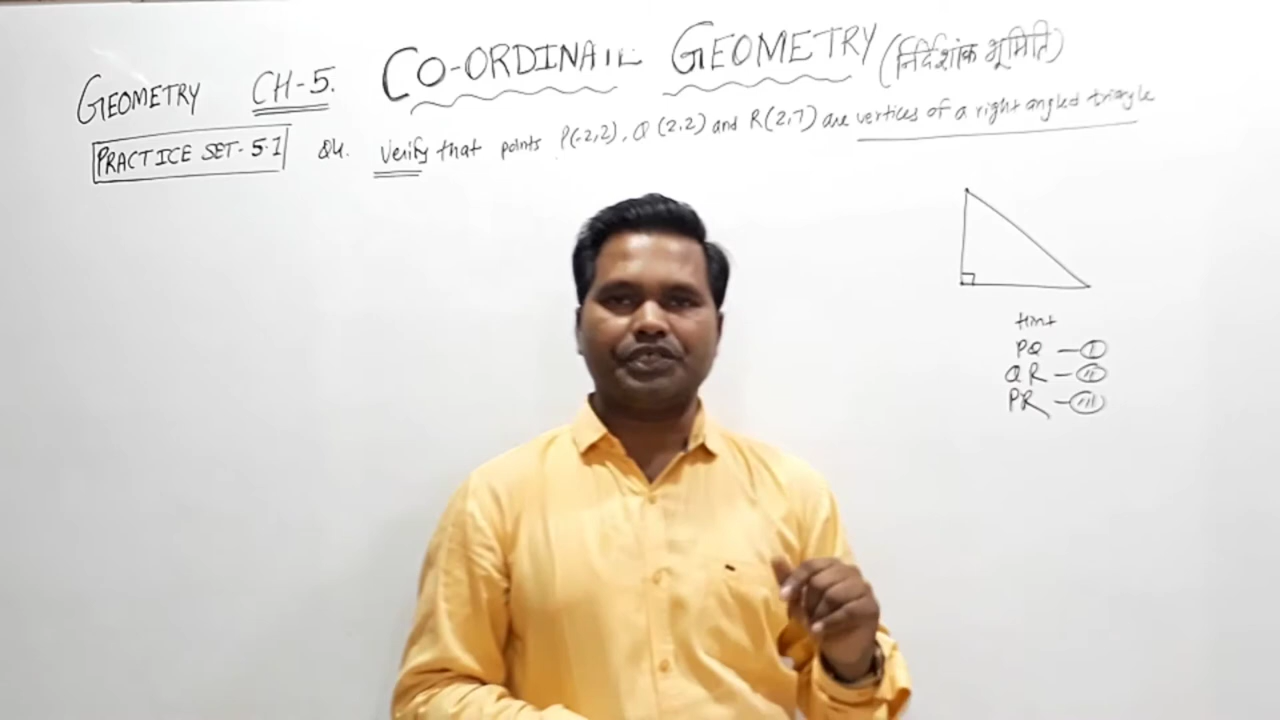 GEOMETRY CH-5. CO-ORDINATE GEOMETRY (निर्देशांक भूमिति)
PRACTICE SET-5.1 Q4. Verify that points P(-2,2), Q(2,2) and R(2,7) are vertices of a right angled triangle
Hint
PQ — I
QR — II
PR — III